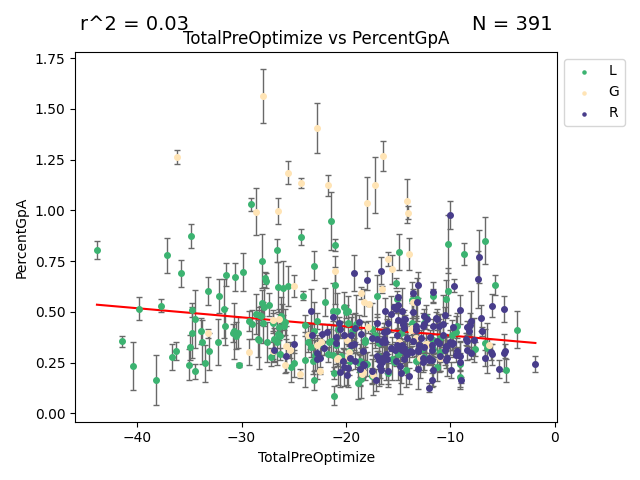 r^2 = 0.03 N = 391
TotalPreOptimize vs PercentGpA
L
G
R
1.75
1.50
1.25
1.00
0.75
0.50
0.25
0.00
PercentGpA
−40 −30 −20 −10 0
TotalPreOptimize